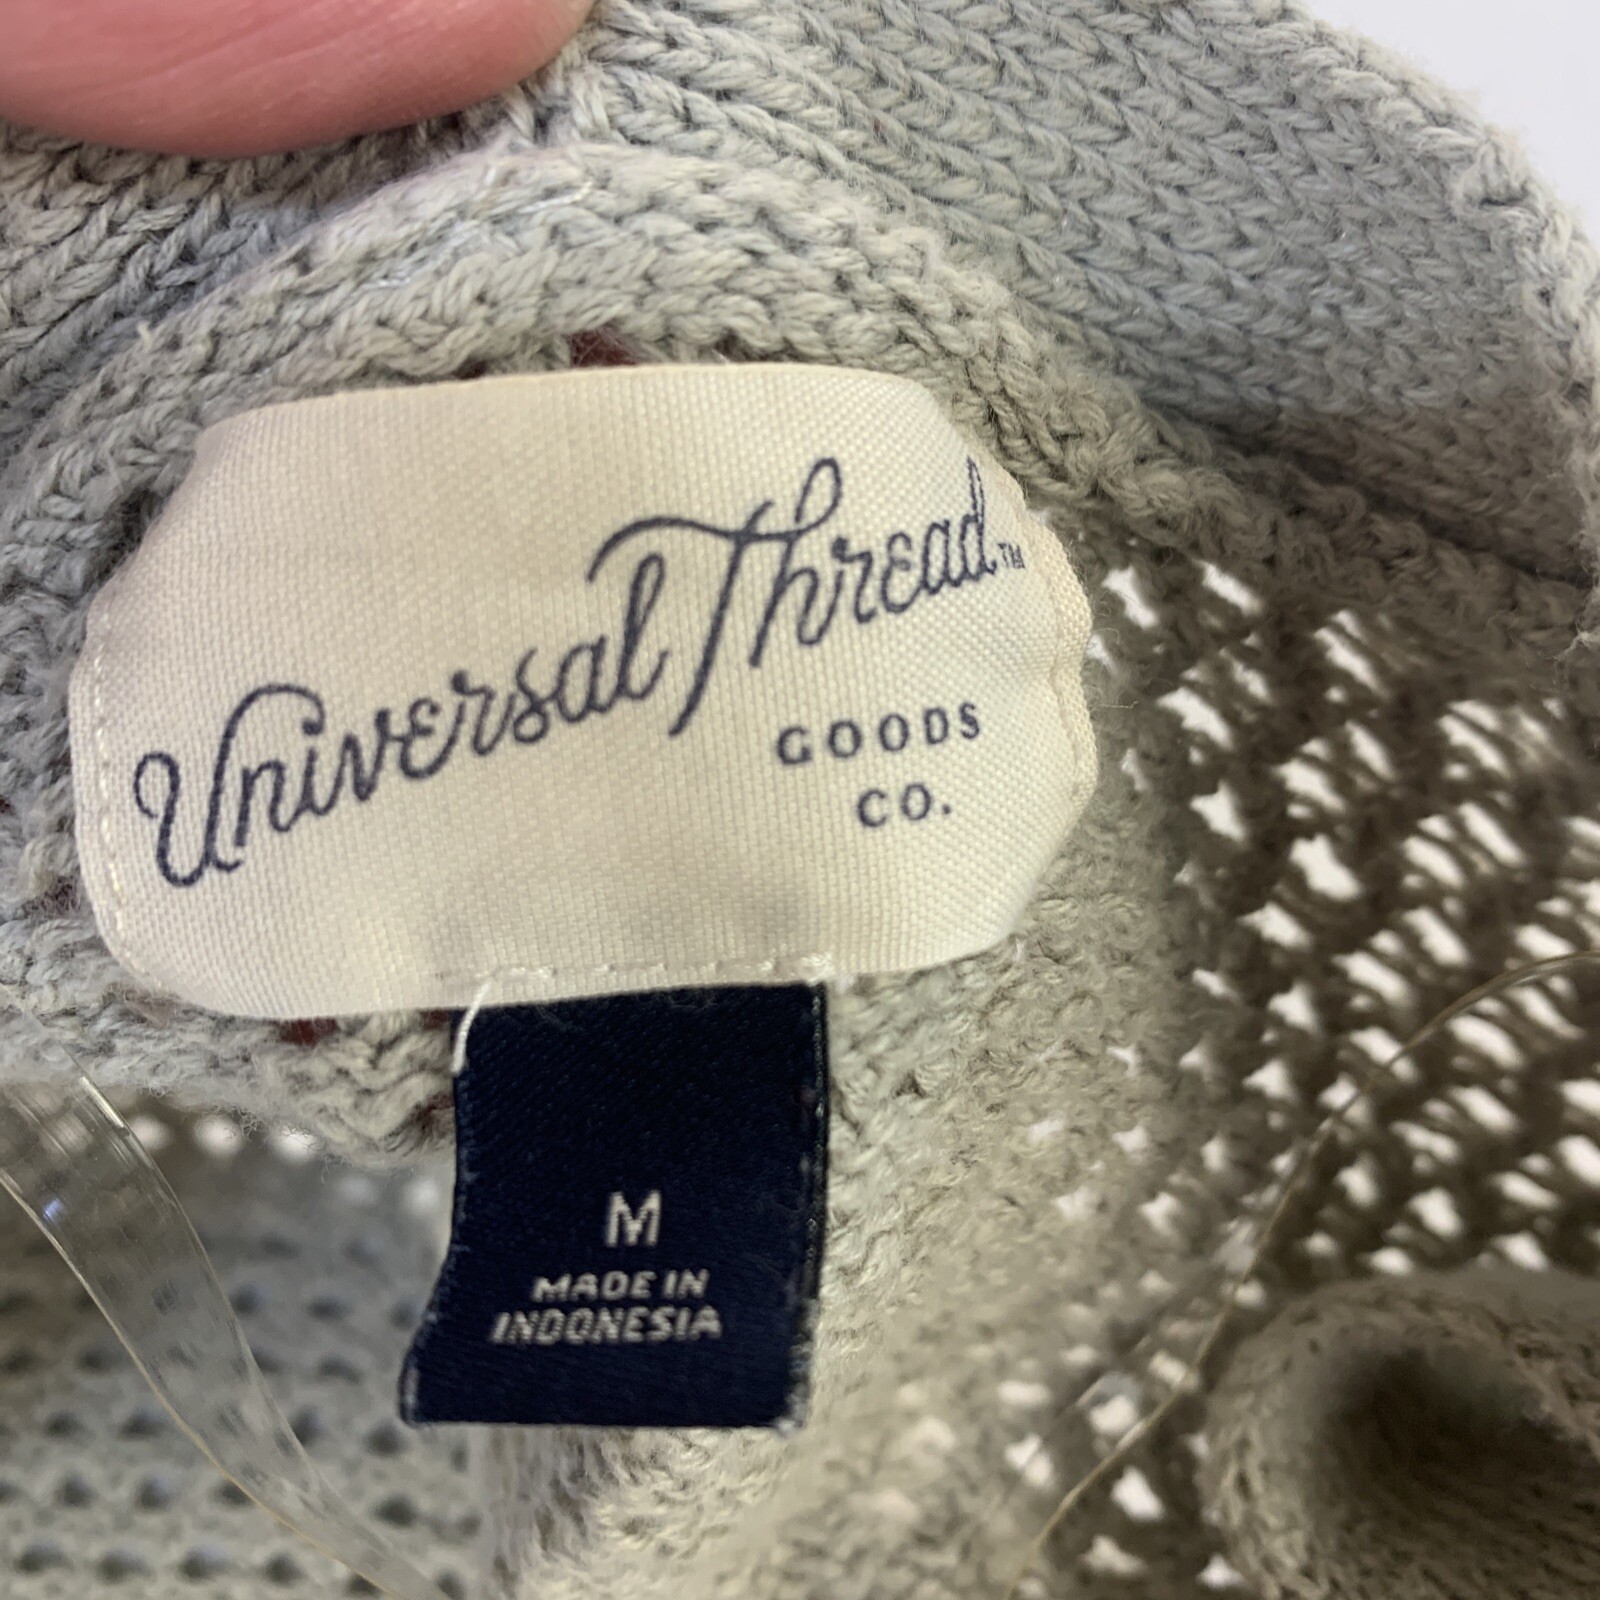 Universal Thread™
GOODS
CO.
M
MADE IN
INDONESIA